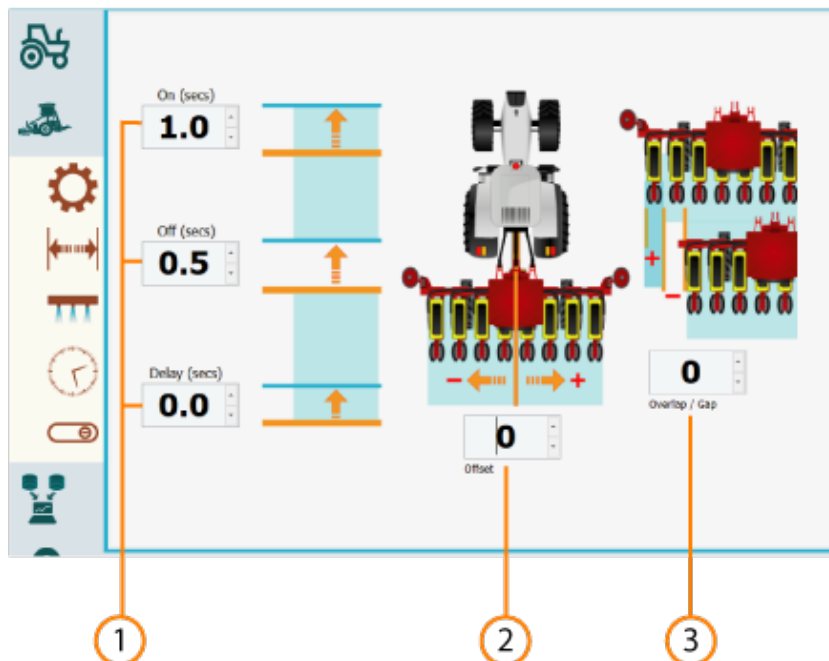 On (secs)
1.0
Off (secs)
0.5
Delay (secs)
0.0
- +
0
Offset
+
-
0
Overlap / Gap
1
2
3